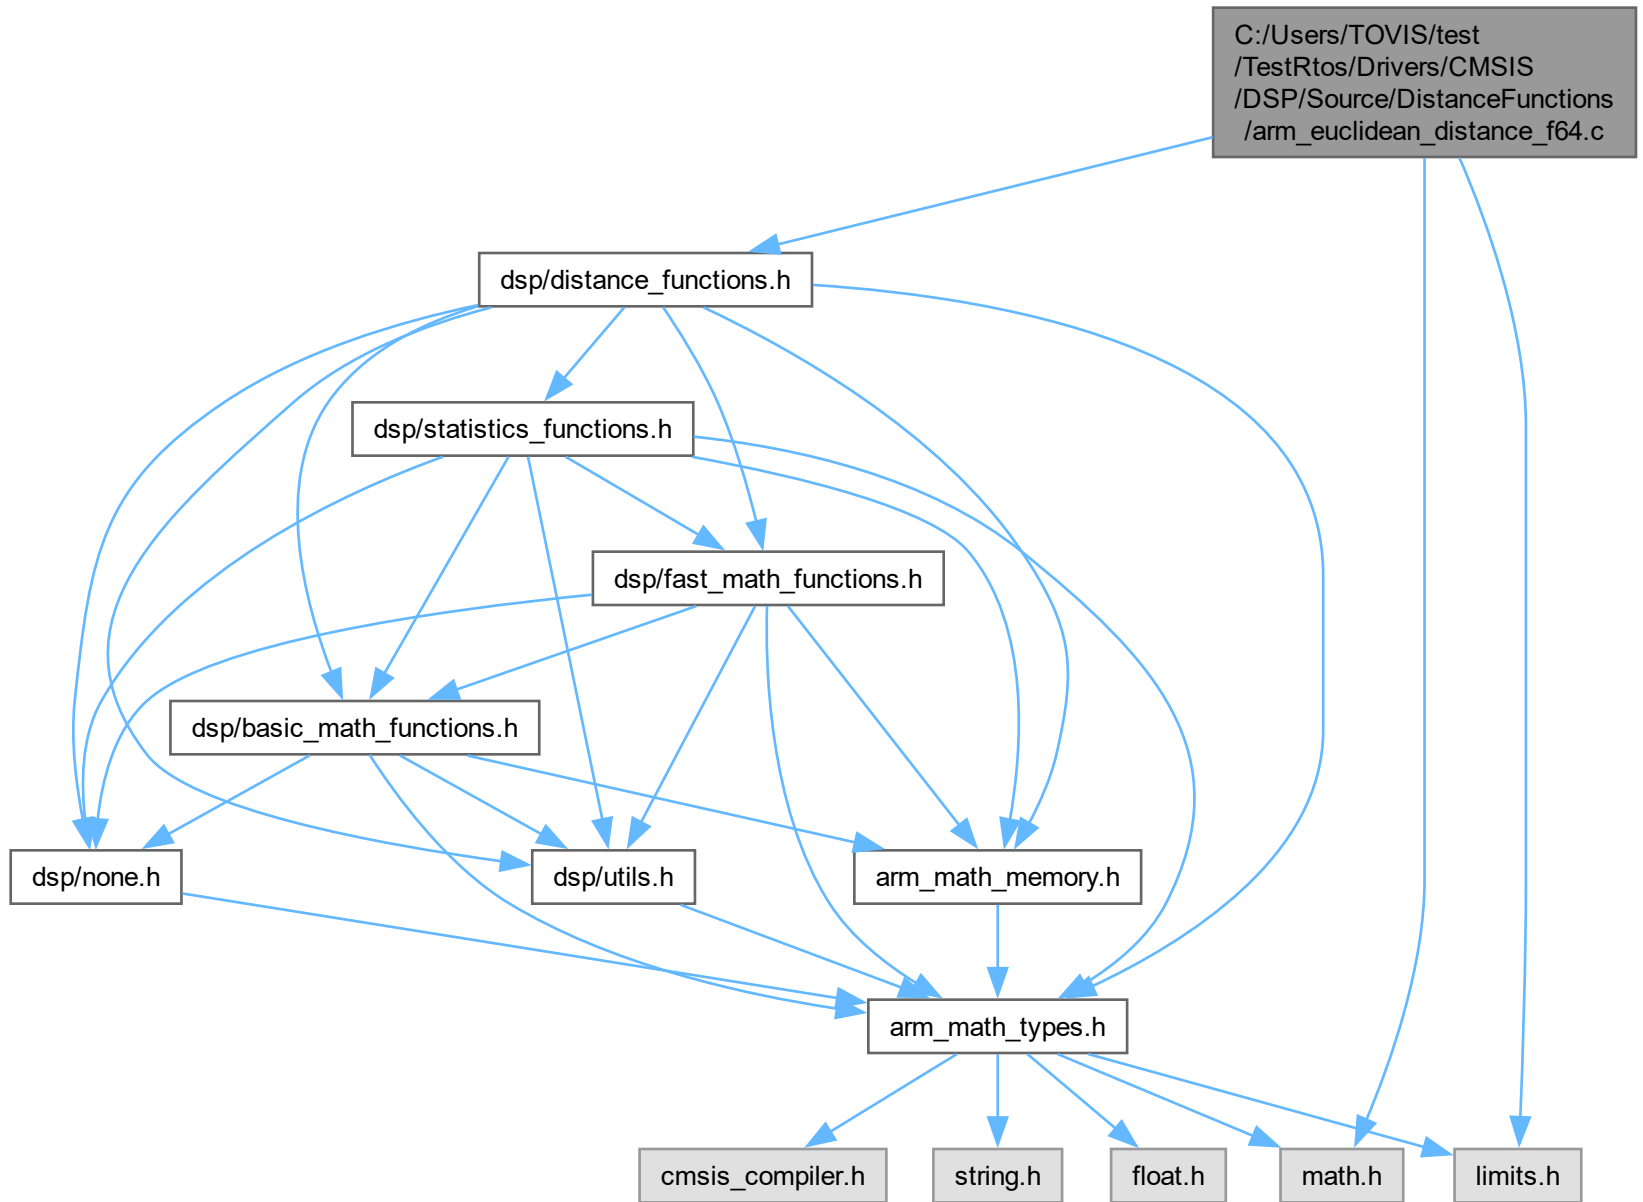 C:/Users/TOVIS/test
/TestRtos/Drivers/CMSIS
/DSP/Source/DistanceFunctions
/arm_euclidean_distance_f64.c
dsp/distance_functions.h
dsp/statistics_functions.h
dsp/fast_math_functions.h
dsp/basic_math_functions.h
dsp/none.h
dsp/utils.h
arm_math_memory.h
arm_math_types.h
cmsis_compiler.h
string.h
float.h
math.h
limits.h